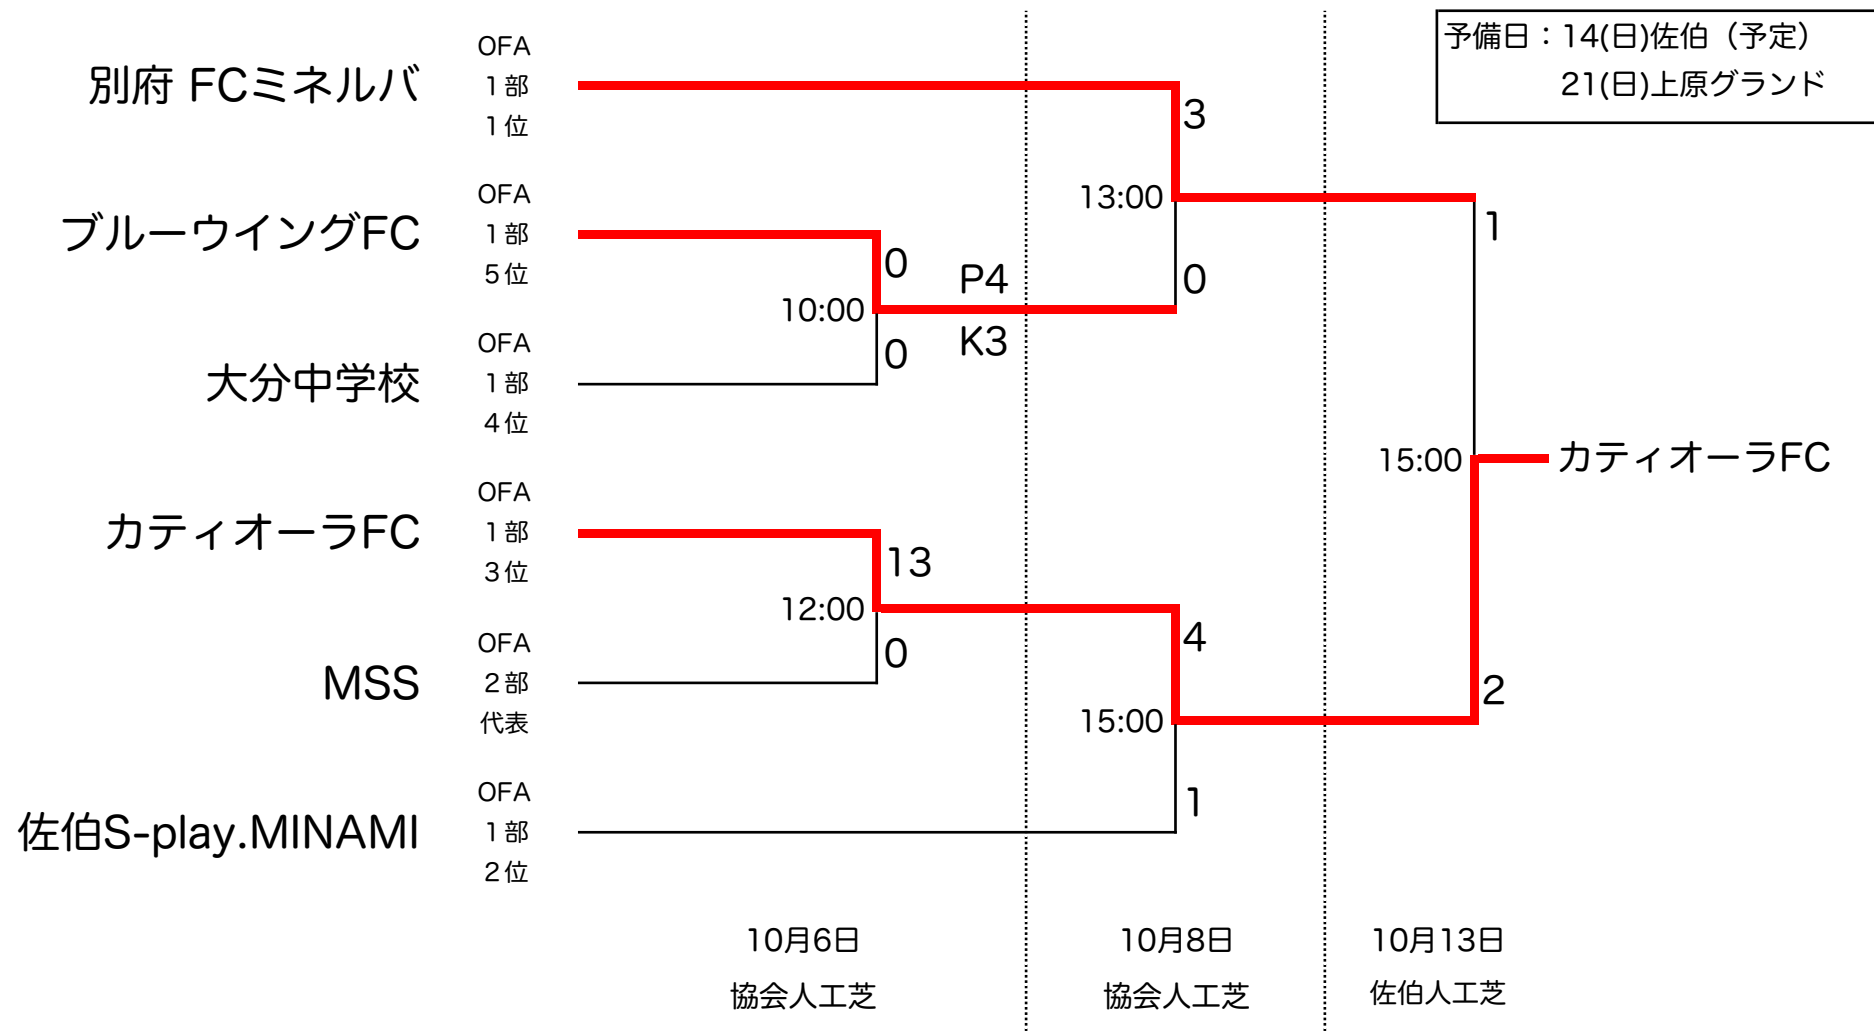 予備日：14(日)佐伯（予定）
21(日)上原グランド
別府 FCミネルバ
OFA
1部
1位
3
13:00
ブルーウイングFC
OFA
1部
5位
0
P4
0
1
10:00
K3
0
大分中学校
OFA
1部
4位
15:00
カティオーラFC
カティオーラFC
OFA
1部
3位
13
12:00
0
4
MSS
OFA
2部
代表
15:00
2
1
佐伯S-play.MINAMI
OFA
1部
2位
10月6日
協会人工芝
10月8日
協会人工芝
10月13日
佐伯人工芝